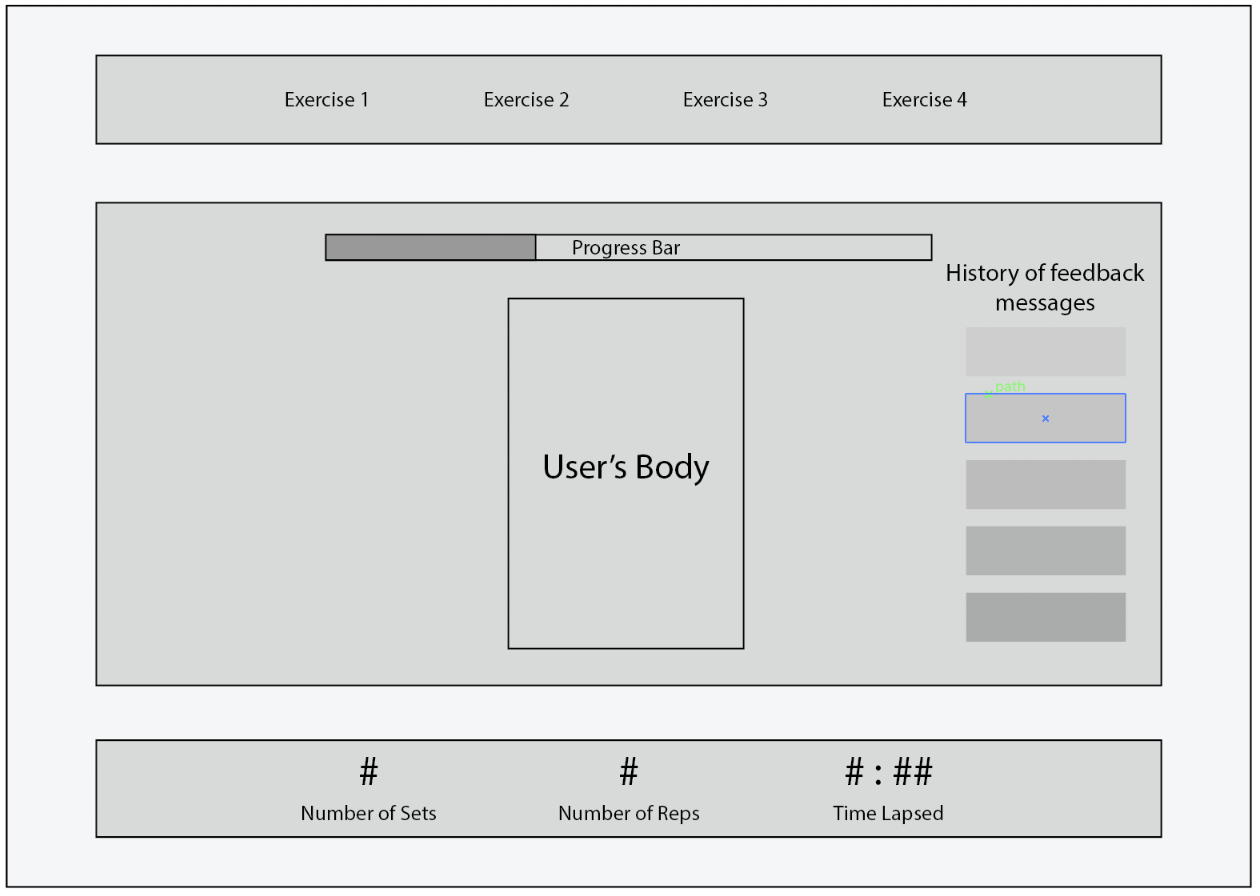 Exercise 1 Exercise 2 Exercise 3 Exercise 4
Progress Bar
History of feedback
messages
path
User's Body
# # # : ##
Number of Sets Number of Reps Time Lapsed